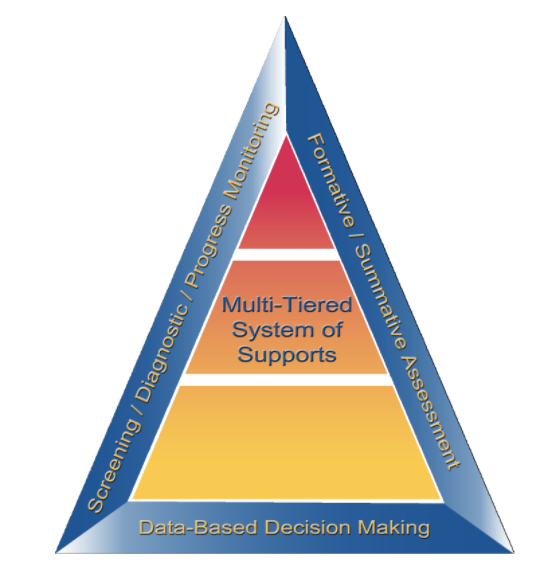 Screening / Diagnostic / Progress Monitoring
Formative / Summative Assessment
Multi-Tiered
System of
Supports
Data-Based Decision Making